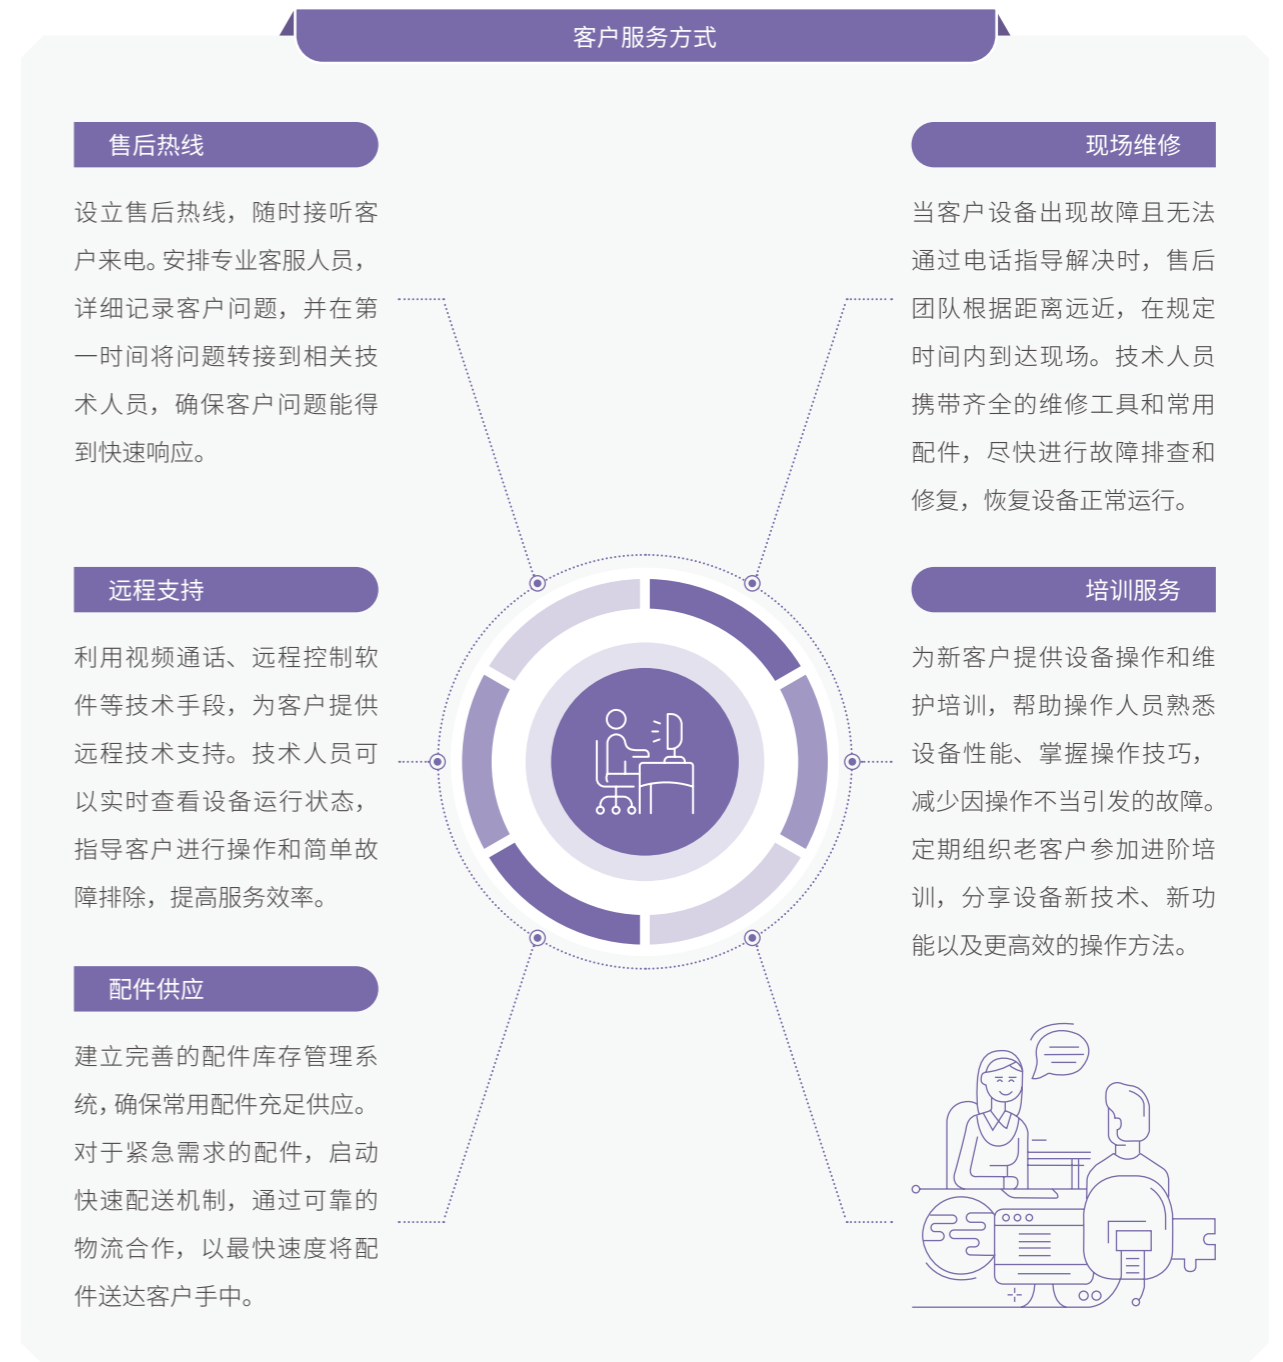 客户服务方式
售后热线
设立售后热线，随时接听客
户来电。安排专业客服人员，
详细记录客户问题，并在第
一时间将问题转接到相关技
术人员，确保客户问题能得
到快速响应。
远程支持
利用视频通话、远程控制软
件等技术手段，为客户提供
远程技术支持。技术人员可
以实时查看设备运行状态，
指导客户进行操作和简单故
障排除，提高服务效率。
配件供应
建立完善的配件库存管理系
统，确保常用配件充足供应。
对于紧急需求的配件，启动
快速配送机制，通过可靠的
物流合作，以最快速度将配
件送达客户手中。
现场维修
当客户设备出现故障且无法
通过电话指导解决时，售后
团队根据距离远近，在规定
时间内到达现场。技术人员
携带齐全的维修工具和常用
配件，尽快进行故障排查和
修复，恢复设备正常运行。
培训服务
为新客户提供设备操作和维
护培训，帮助操作人员熟悉
设备性能、掌握操作技巧，
减少因操作不当引发的故障。
定期组织老客户参加进阶培
训，分享设备新技术、新功
能以及更高效的操作方法。